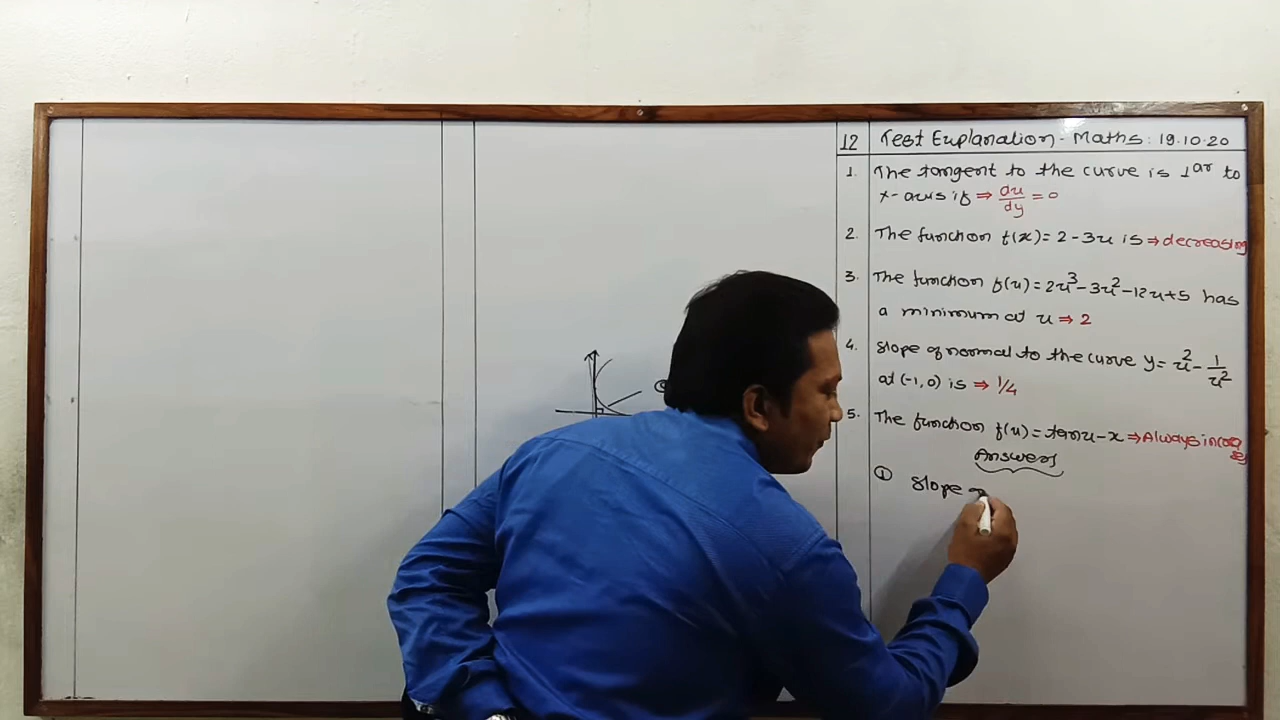 12 Test Explanation - Maths : 19.10.20
1. The tangent to the curve is ⊥ar to
x-axis if ⇒ dx/dy = 0
2. The function f(x) = 2 - 3x is ⇒ decreasing
3. The function f(x) = 2x³ - 3x² - 12x + 5 has
a minimum at x ⇒ 2
4. Slope of normal to the curve y = x² - 1/x²
at (-1, 0) is ⇒ 1/4
5. The function f(x) = tanx - x ⇒ Always increa
ses
Answers
① Slope